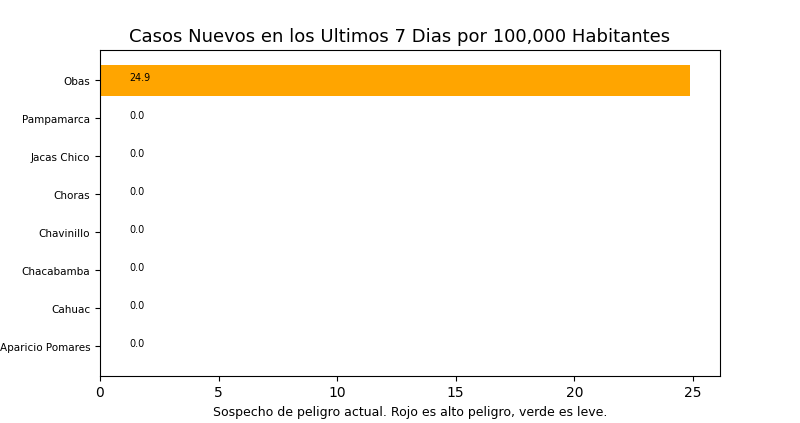 Casos Nuevos en los Ultimos 7 Dias por 100,000 Habitantes
Obas 24.9
Pampamarca 0.0
Jacas Chico 0.0
Choras 0.0
Chavinillo 0.0
Chacabamba 0.0
Cahuac 0.0
Aparicio Pomares 0.0
0 5 10 15 20 25
Sospecho de peligro actual. Rojo es alto peligro, verde es leve.